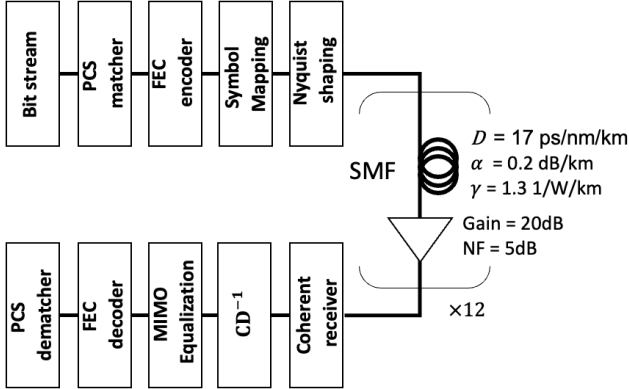 Bit stream
PCS
matcher
FEC
encoder
Symbol
Mapping
Nyquist
shaping
SMF
D = 17 ps/nm/km
α = 0.2 dB/km
γ = 1.3 1/W/km
Gain = 20dB
NF = 5dB
×12
PCS
dematcher
FEC
decoder
MIMO
Equalization
CD⁻¹
Coherent
receiver